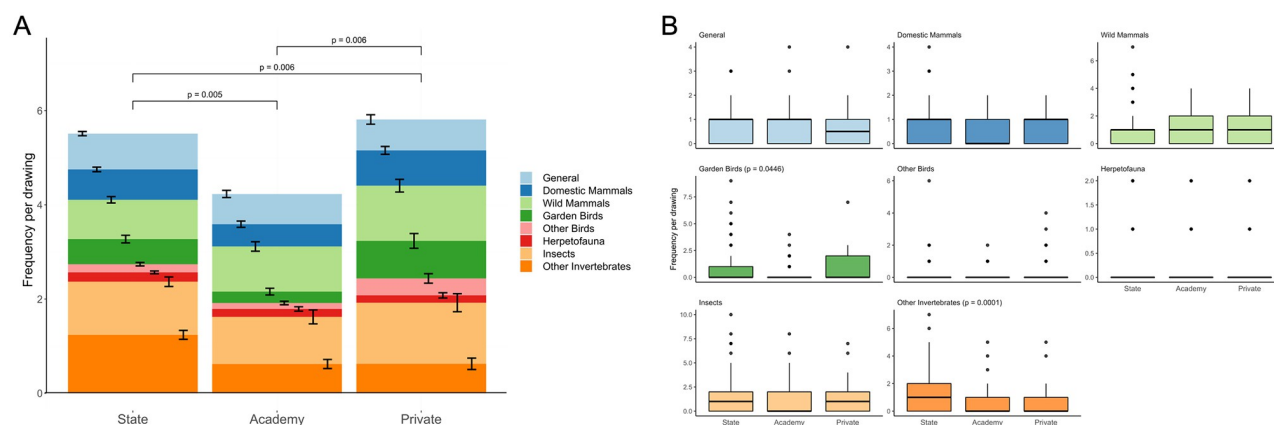 A
p = 0.006
p = 0.006
p = 0.005
Frequency per drawing
6
4
2
0
State
Academy
Private
General
Domestic Mammals
Wild Mammals
Garden Birds
Other Birds
Herpetofauna
Insects
Other Invertebrates
B
General
4
3
2
1
0
Domestic Mammals
4
3
2
1
0
Wild Mammals
6
4
2
0
Frequency per drawing
Garden Birds (p = 0.0446)
7.5
5.0
2.5
0.0
Other Birds
6
4
2
0
Herpetofauna
2.0
1.5
1.0
0.5
0.0
State
Academy
Private
Insects
10.0
7.5
5.0
2.5
0.0
State
Academy
Private
Other Invertebrates (p = 0.0001)
6
4
2
0
State
Academy
Private